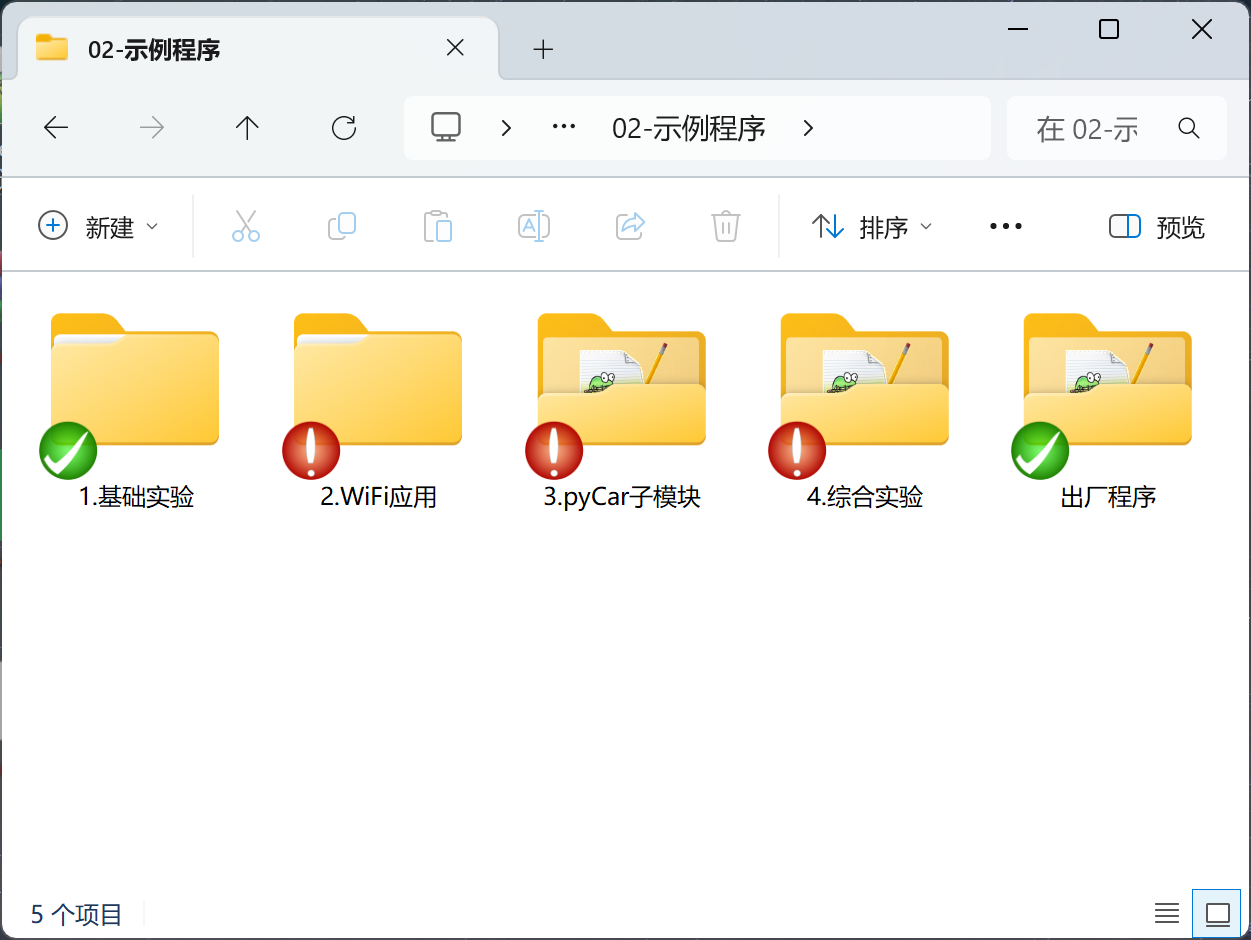 02-示例程序
02-示例程序
在 02-示
新建
排序
预览
1.基础实验
2.WiFi应用
3.pyCar子模块
4.综合实验
出厂程序
5 个项目